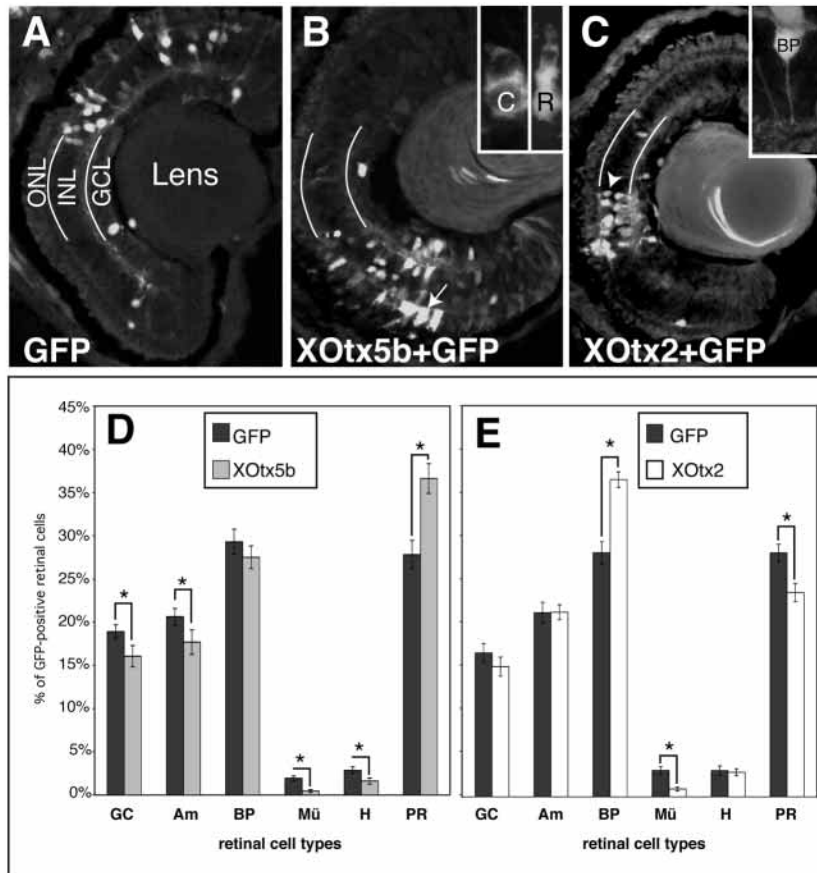 A
ONL
INL
GCL
Lens
GFP
B
C
R
XOtx5b+GFP
C
BP
XOtx2+GFP
D
GFP
XOtx5b
% of GFP-positive retinal cells
45%
40%
35%
30%
25%
20%
15%
10%
5%
0%
*
*
*
*
*
GC Am BP Mü H PR
retinal cell types
E
GFP
XOtx2
*
*
*
GC Am BP Mü H PR
retinal cell types